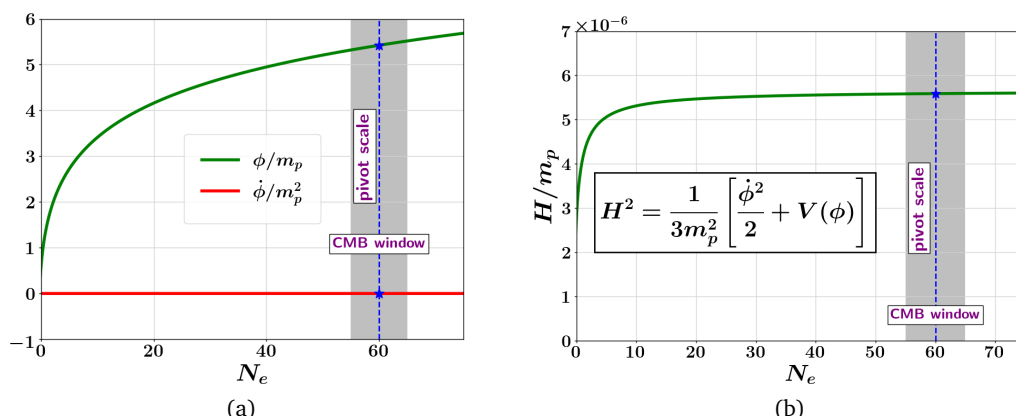 6
5
4
3
2
1
0
−1
0
20
40
60
N_e
ϕ/m_p
ϕ̇/m_p^2
pivot scale
CMB window
(a)
×10^−6
7
6
5
4
3
2
1
0
0
10
20
30
40
50
60
70
H/m_p
N_e
H^2 = 1/(3m_p^2) [ϕ̇^2/2 + V(ϕ)]
pivot scale
CMB window
(b)